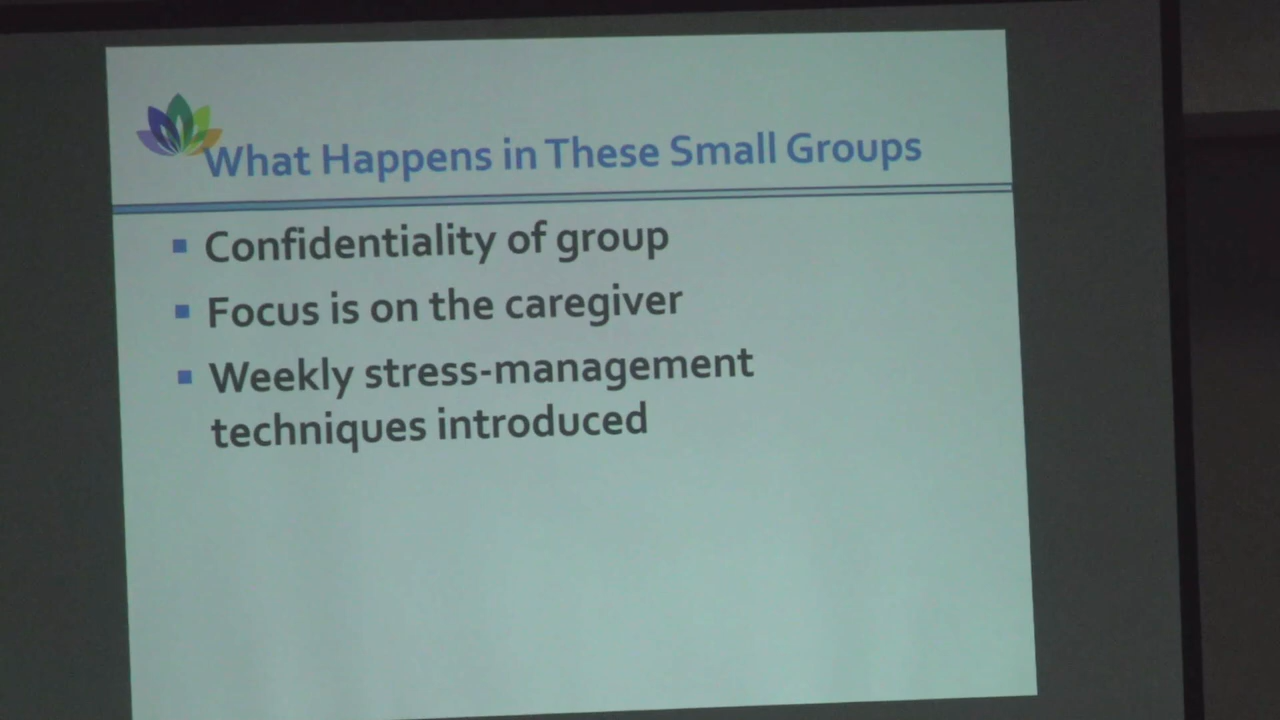 What Happens in These Small Groups
Confidentiality of group
Focus is on the caregiver
Weekly stress-management
techniques introduced